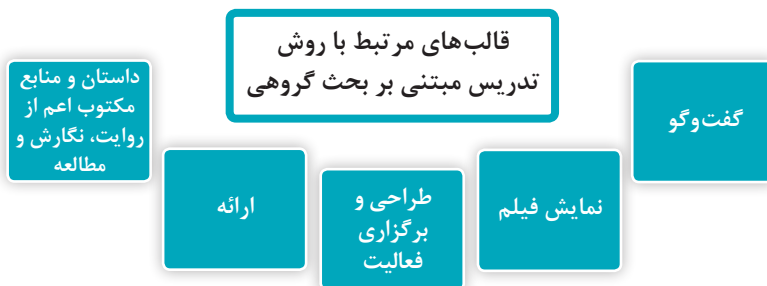 قالب‌های مرتبط با روش
تدریس مبتنی بر بحث گروهی
گفت‌وگو
نمایش فیلم
طراحی و
برگزاری
فعالیت
ارائه
داستان و منابع
مکتوب اعم از
روایت، نگارش و
مطالعه